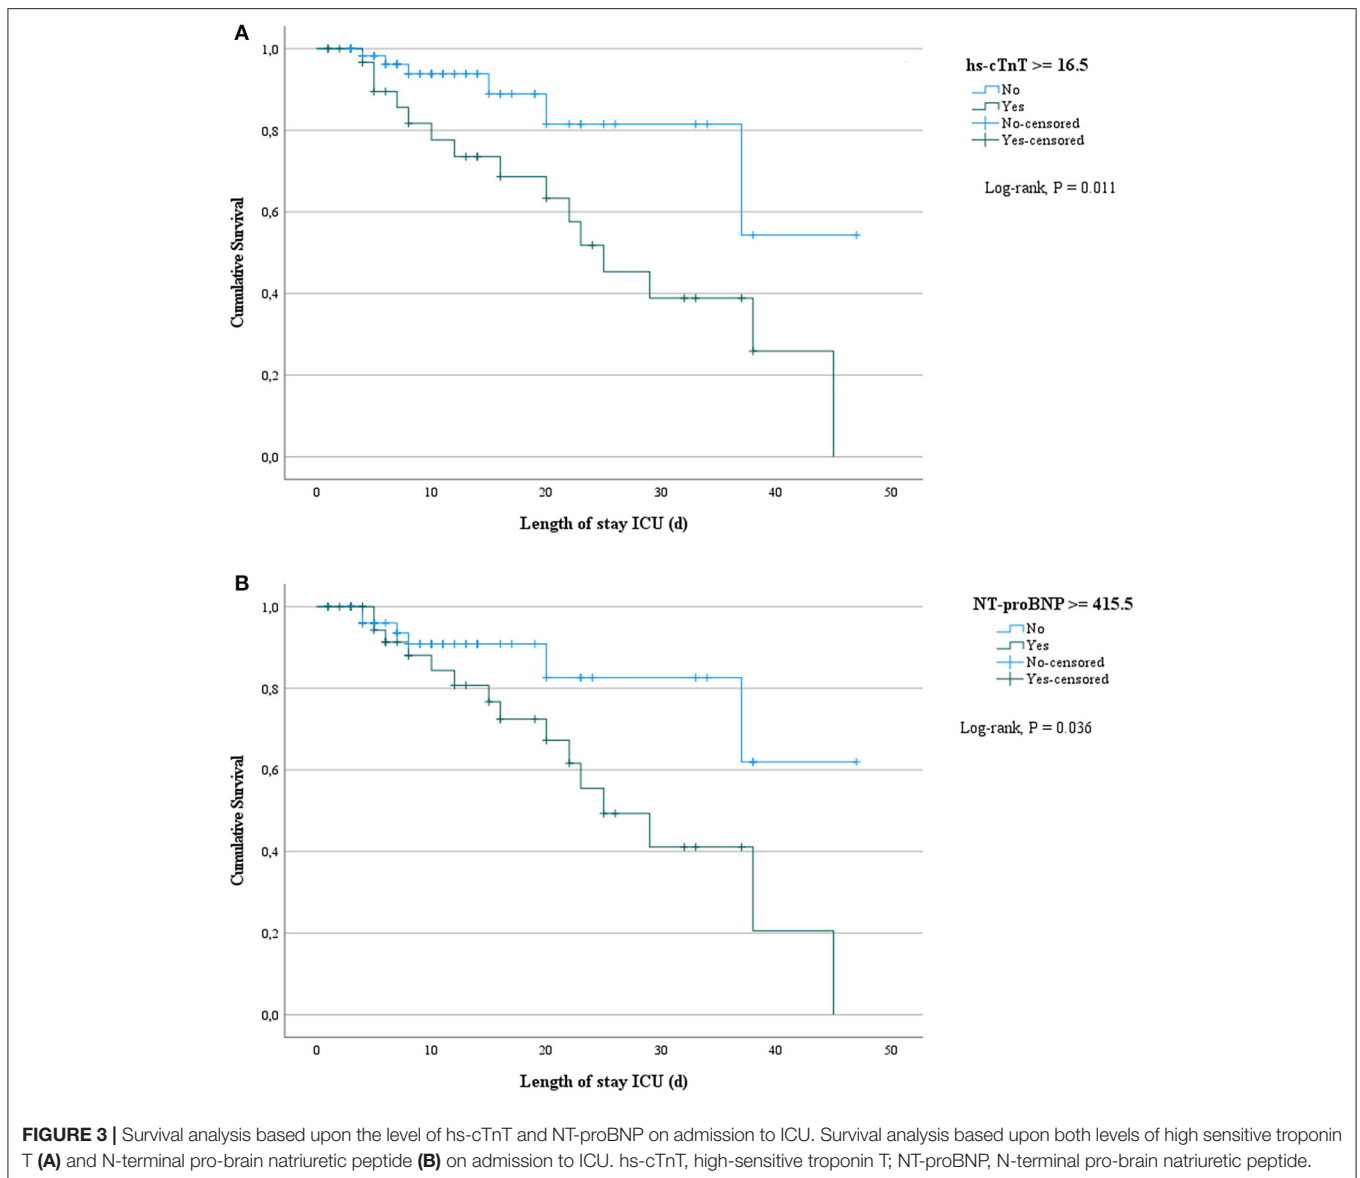 A
1,0
0,8
0,6
0,4
0,2
0,0
Cumulative Survival
0 10 20 30 40 50
Length of stay ICU (d)
hs-cTnT >= 16.5
No
Yes
No-censored
Yes-censored
Log-rank, P = 0.011
B
1,0
0,8
0,6
0,4
0,2
0,0
Cumulative Survival
0 10 20 30 40 50
Length of stay ICU (d)
NT-proBNP >= 415.5
No
Yes
No-censored
Yes-censored
Log-rank, P = 0.036
FIGURE 3 | Survival analysis based upon the level of hs-cTnT and NT-proBNP on admission to ICU. Survival analysis based upon both levels of high sensitive troponin
T (A) and N-terminal pro-brain natriuretic peptide (B) on admission to ICU. hs-cTnT, high-sensitive troponin T; NT-proBNP, N-terminal pro-brain natriuretic peptide.